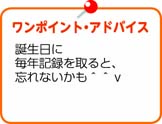 ワンポイント・アドバイス
誕生日に
毎年記録を取ると、
忘れないかも＾＾ｖ